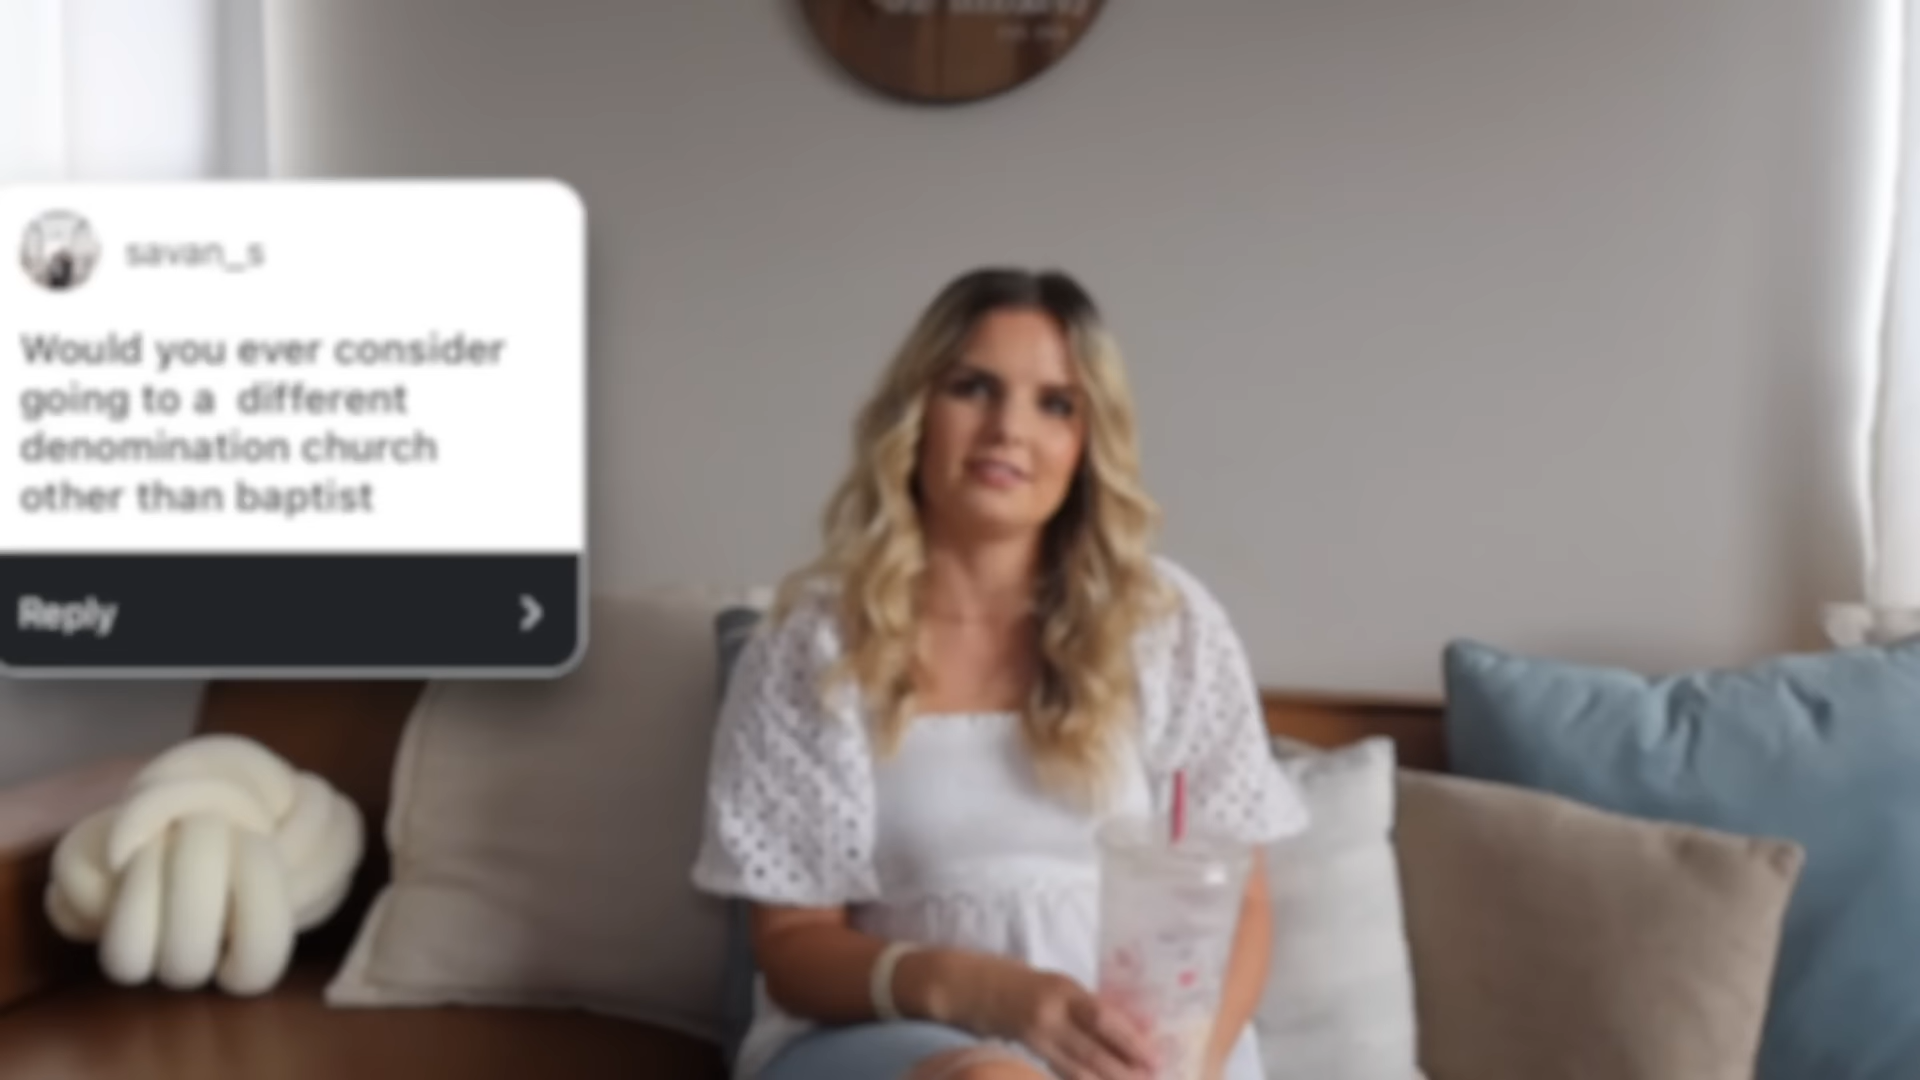 savan_s
Would you ever consider
going to a different
denomination church
other than baptist
Reply